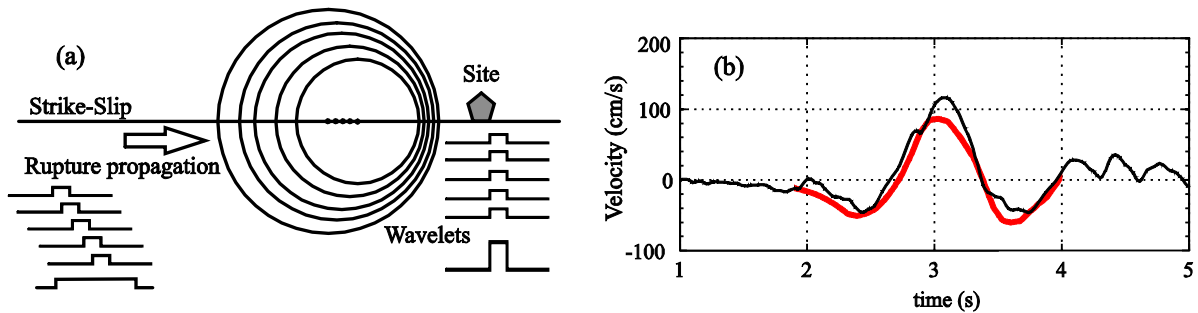 (a)
Strike-Slip
Rupture propagation
Site
Wavelets
(b)
Velocity (cm/s)
200
100
0
-100
1 2 3 4 5
time (s)